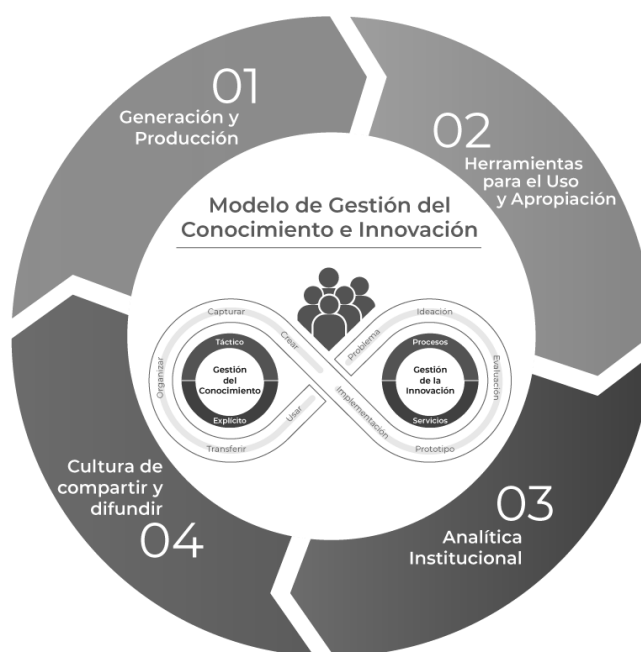 01
Generación y
Producción
02
Herramientas
para el Uso
y Apropiación
Modelo de Gestión del
Conocimiento e Innovación
Capturar
Crear
Organizar
Táctico
Gestión
del
Conocimiento
Explícito
Usar
Transferir
Problema
Ideación
Evaluación
Procesos
Gestión
de la
Innovación
Servicios
Implementación
Prototipo
03
Analítica
Institucional
Cultura de
compartir y
difundir
04